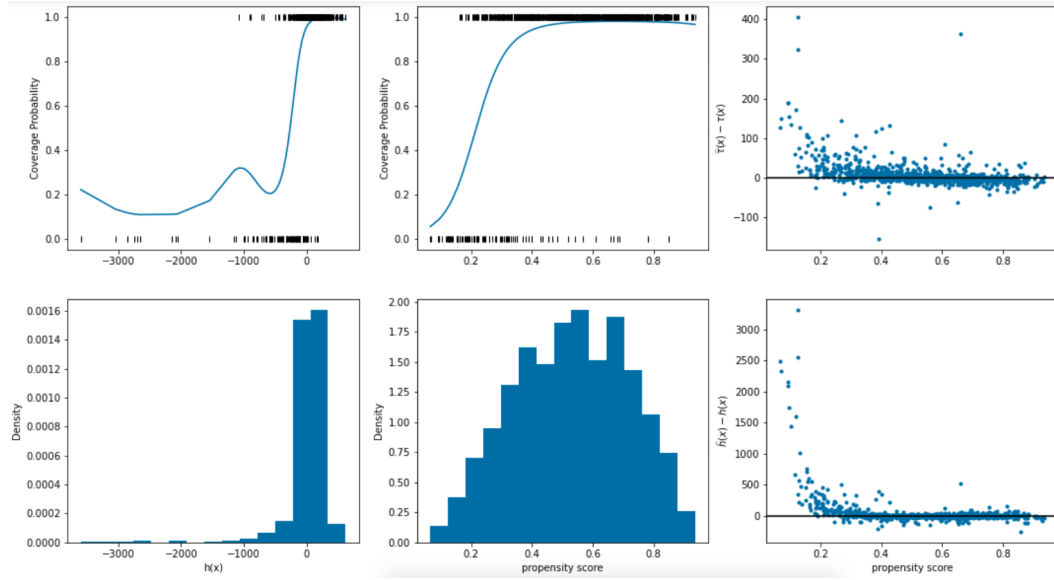 1.0
0.8
0.6
0.4
0.2
0.0
Coverage Probability
−3000 −2000 −1000 0
1.0
0.8
0.6
0.4
0.2
0.0
Coverage Probability
0.2 0.4 0.6 0.8
400
300
200
100
0
−100
τ̂(x) − τ(x)
0.2 0.4 0.6 0.8
0.0016
0.0014
0.0012
0.0010
0.0008
0.0006
0.0004
0.0002
0.0000
Density
−3000 −2000 −1000 0
h(x)
2.00
1.75
1.50
1.25
1.00
0.75
0.50
0.25
0.00
Density
0.2 0.4 0.6 0.8
propensity score
3000
2500
2000
1500
1000
500
0
ĥ(x) − h(x)
0.2 0.4 0.6 0.8
propensity score